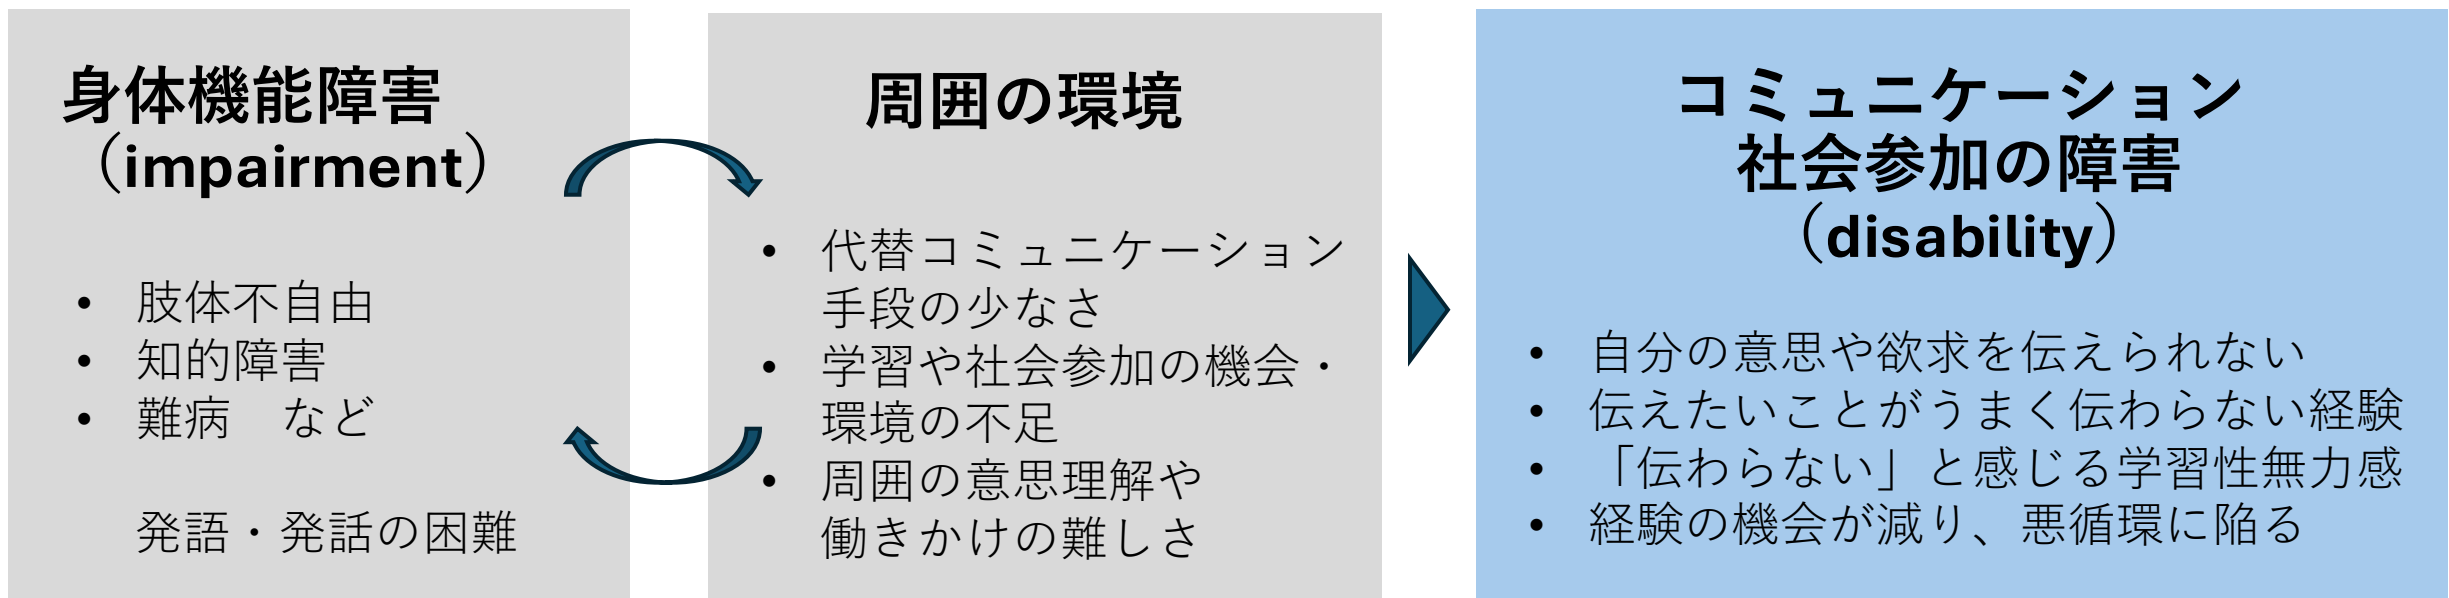 身体機能障害
（impairment）
• 肢体不自由
• 知的障害
• 難病　など
発語・発話の困難
周囲の環境
• 代替コミュニケーション
手段の少なさ
• 学習や社会参加の機会・
環境の不足
• 周囲の意思理解や
働きかけの難しさ
コミュニケーション
社会参加の障害
（disability）
• 自分の意思や欲求を伝えられない
• 伝えたいことがうまく伝わらない経験
• 「伝わらない」と感じる学習性無力感
• 経験の機会が減り、悪循環に陥る